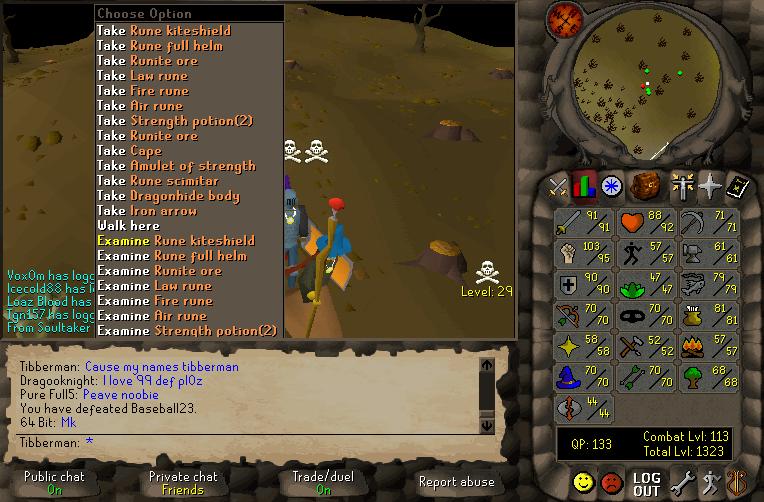 Choose Option
Take Rune kiteshield
Take Rune full helm
Take Runite ore
Take Law rune
Take Fire rune
Take Air rune
Take Strength potion(2)
Take Runite ore
Take Cape
Take Amulet of strength
Take Rune scimitar
Take Dragonhide body
Take Iron arrow
Walk here
Examine Rune kiteshield
Examine Rune full helm
Examine Runite ore
Examine Law rune
Examine Fire rune
Examine Air rune
Examine Strength potion(2)
Vox0m has logg
Icecold88 has l
Loaz Blood has
Tgn157 has logg
From Soultaker
Level: 29
Tibberman: Cause my names tibberman
Dragooknight: I love 99 def pl0z
Pure Full5: Peave noobie
You have defeated Baseball23.
64 Bit: Mk
Tibberman: *
Public chat
On
Private chat
Friends
Trade/duel
On
Report abuse
91/91 88/92 71/71
103/95 57/57 61/61
90/90 47/47 79/79
70/70 70/70 81/81
58/58 52/52 57/57
70/70 70/70 68/68
44/44
QP: 133
Combat Lvl: 113
Total Lvl: 1323
LOG
OUT